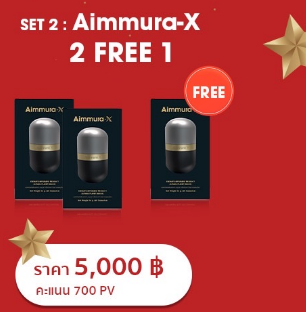 SET 2 : Aimmura-X
2 FREE 1
FREE
Aimmura-X
Aimmura-X
Aimmura-X
ราคา 5,000 ฿
คะแนน 700 PV